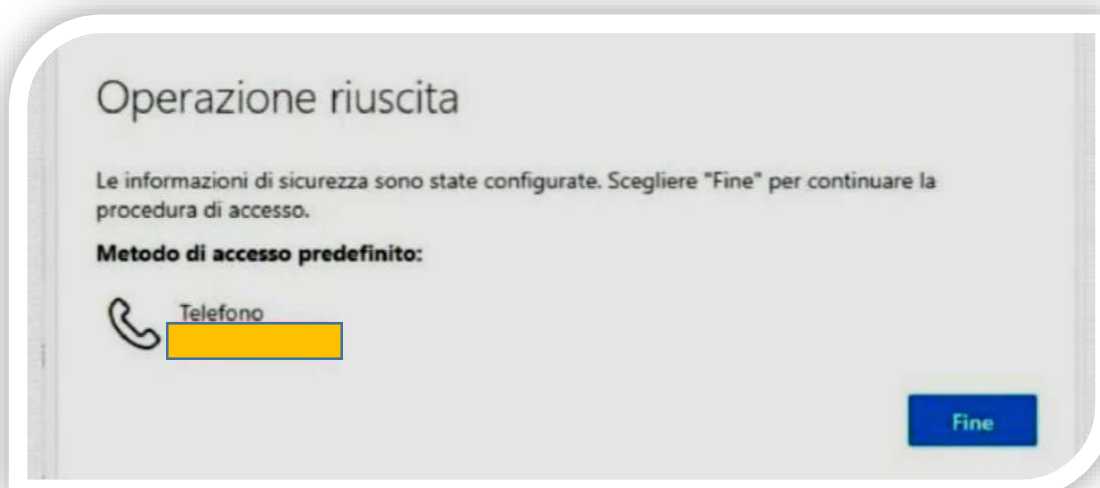 Operazione riuscita
Le informazioni di sicurezza sono state configurate. Scegliere "Fine" per continuare la
procedura di accesso.
Metodo di accesso predefinito:
Telefono
Fine